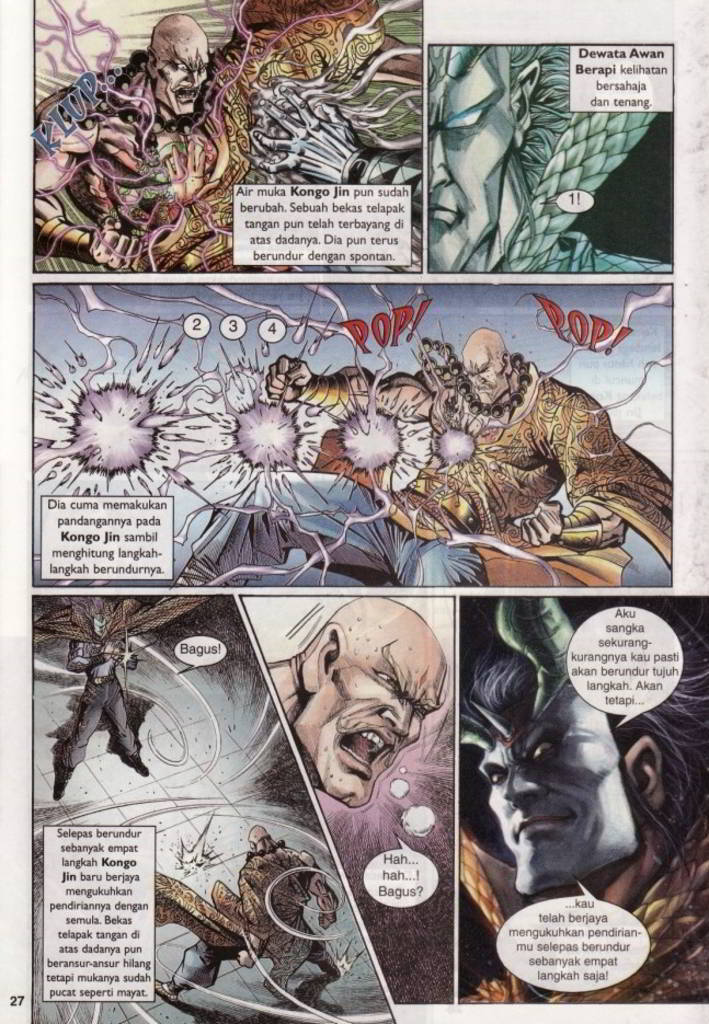 KLUP...
Air muka Kongo Jin pun sudah
berubah. Sebuah bekas telapak
tangan pun telah terbayang di
atas dadanya. Dia pun terus
berundur dengan spontan.
Dewata Awan
Berapi kelihatan
bersahaja
dan tenang.
1!
2 3 4
POP! POP!
Dia cuma memakukan
pandangannya pada
Kongo Jin sambil
menghitung langkah-
langkah berundurnya.
Bagus!
Selepas berundur
sebanyak empat
langkah Kongo
Jin baru berjaya
mengukuhkan
pendiriannya dengan
semula. Bekas
tapak tangan di
atas dadanya pun
beransur-ansur hilang
tetapi mukanya sudah
pucat seperti mayat.
Hah...
hah...!
Bagus?
Aku
sangka
sekurang-
kurangnya kau pasti
akan berundur tujuh
langkah. Akan
tetapi...
...kau
telah berjaya
mengukuhkan pendirian-
mu selepas berundur
sebanyak empat
langkah saja!
27